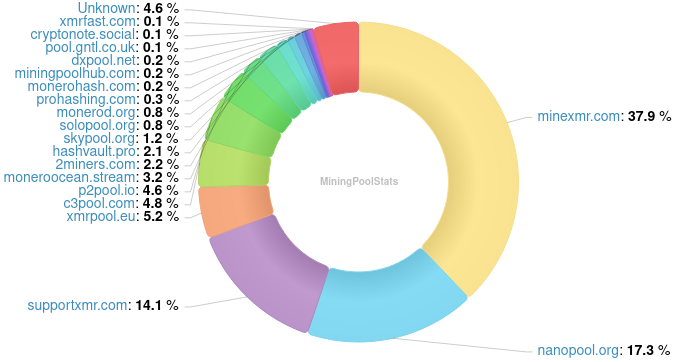 Unknown: 4.6 %
xmrfast.com: 0.1 %
cryptonote.social: 0.1 %
pool.gntl.co.uk: 0.1 %
dxpool.net: 0.2 %
miningpoolhub.com: 0.2 %
monerohash.com: 0.2 %
prohashing.com: 0.3 %
monerod.org: 0.8 %
solopool.org: 0.8 %
skypool.org: 1.2 %
hashvault.pro: 2.1 %
2miners.com: 2.2 %
moneroocean.stream: 3.2 %
p2pool.io: 4.6 %
c3pool.com: 4.8 %
xmrpool.eu: 5.2 %
supportxmr.com: 14.1 %
MiningPoolStats
minexmr.com: 37.9 %
nanopool.org: 17.3 %